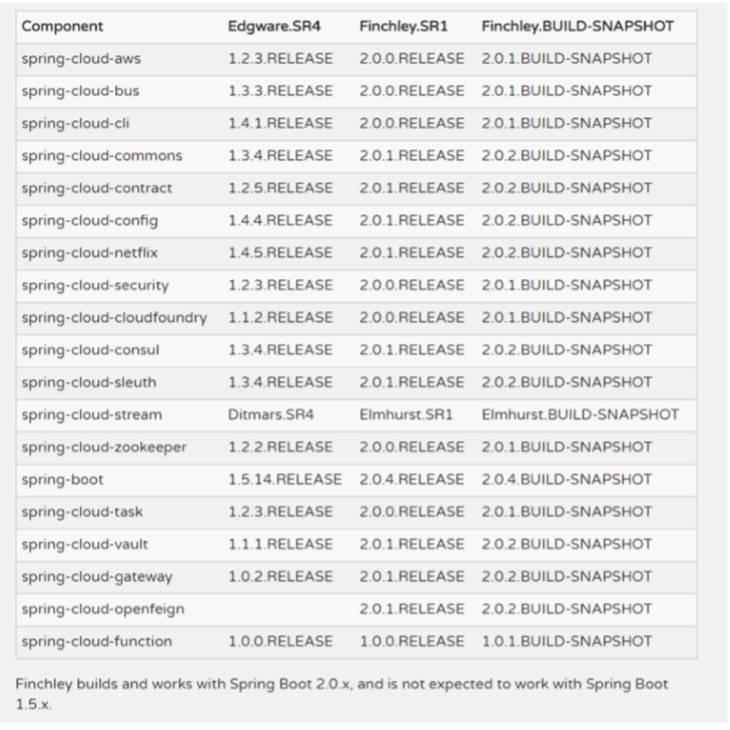 Component Edgware.SR4 Finchley.SR1 Finchley.BUILD-SNAPSHOT
spring-cloud-aws 1.2.3.RELEASE 2.0.0.RELEASE 2.0.1.BUILD-SNAPSHOT
spring-cloud-bus 1.3.3.RELEASE 2.0.0.RELEASE 2.0.1.BUILD-SNAPSHOT
spring-cloud-cli 1.4.1.RELEASE 2.0.0.RELEASE 2.0.1.BUILD-SNAPSHOT
spring-cloud-commons 1.3.4.RELEASE 2.0.1.RELEASE 2.0.2.BUILD-SNAPSHOT
spring-cloud-contract 1.2.5.RELEASE 2.0.1.RELEASE 2.0.2.BUILD-SNAPSHOT
spring-cloud-config 1.4.4.RELEASE 2.0.1.RELEASE 2.0.2.BUILD-SNAPSHOT
spring-cloud-netflix 1.4.5.RELEASE 2.0.1.RELEASE 2.0.2.BUILD-SNAPSHOT
spring-cloud-security 1.2.3.RELEASE 2.0.0.RELEASE 2.0.1.BUILD-SNAPSHOT
spring-cloud-cloudfoundry 1.1.2.RELEASE 2.0.0.RELEASE 2.0.1.BUILD-SNAPSHOT
spring-cloud-consul 1.3.4.RELEASE 2.0.1.RELEASE 2.0.2.BUILD-SNAPSHOT
spring-cloud-sleuth 1.3.4.RELEASE 2.0.1.RELEASE 2.0.2.BUILD-SNAPSHOT
spring-cloud-stream Ditmars.SR4 Elmhurst.SR1 Elmhurst.BUILD-SNAPSHOT
spring-cloud-zookeeper 1.2.2.RELEASE 2.0.0.RELEASE 2.0.1.BUILD-SNAPSHOT
spring-boot 1.5.14.RELEASE 2.0.4.RELEASE 2.0.4.BUILD-SNAPSHOT
spring-cloud-task 1.2.3.RELEASE 2.0.0.RELEASE 2.0.1.BUILD-SNAPSHOT
spring-cloud-vault 1.1.1.RELEASE 2.0.1.RELEASE 2.0.2.BUILD-SNAPSHOT
spring-cloud-gateway 1.0.2.RELEASE 2.0.1.RELEASE 2.0.2.BUILD-SNAPSHOT
spring-cloud-openfeign 2.0.1.RELEASE 2.0.2.BUILD-SNAPSHOT
spring-cloud-function 1.0.0.RELEASE 1.0.0.RELEASE 1.0.1.BUILD-SNAPSHOT
Finchley builds and works with Spring Boot 2.0.x, and is not expected to work with Spring Boot
1.5.x.